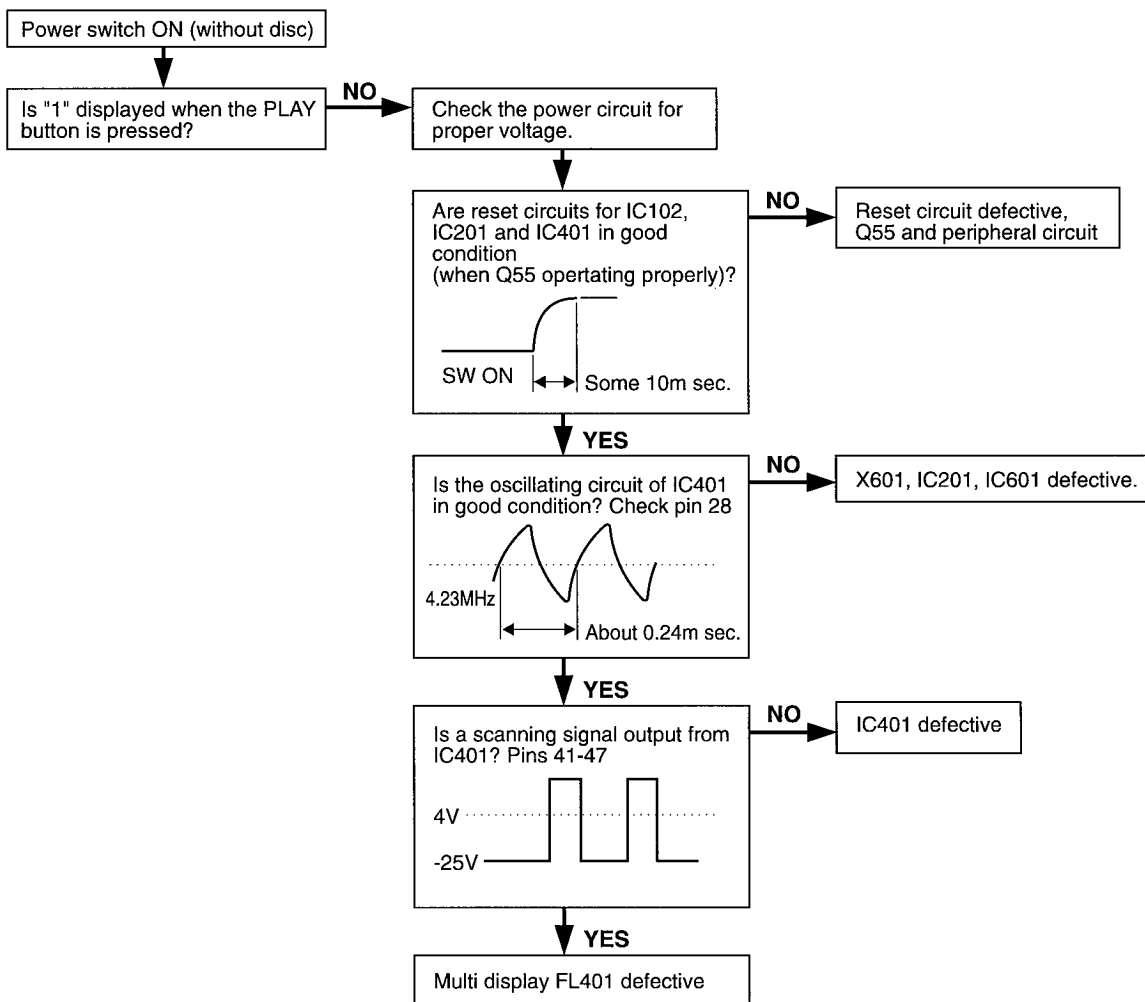 Power switch ON (without disc)
Is "1" displayed when the PLAY
button is pressed?
NO
Check the power circuit for
proper voltage.
Are reset circuits for IC102,
IC201 and IC401 in good
condition
(when Q55 opertating properly)?
SW ON
Some 10m sec.
NO
Reset circuit defective,
Q55 and peripheral circuit
YES
Is the oscillating circuit of IC401
in good condition? Check pin 28
4.23MHz
About 0.24m sec.
NO
X601, IC201, IC601 defective.
YES
Is a scanning signal output from
IC401? Pins 41-47
4V
-25V
NO
IC401 defective
YES
Multi display FL401 defective